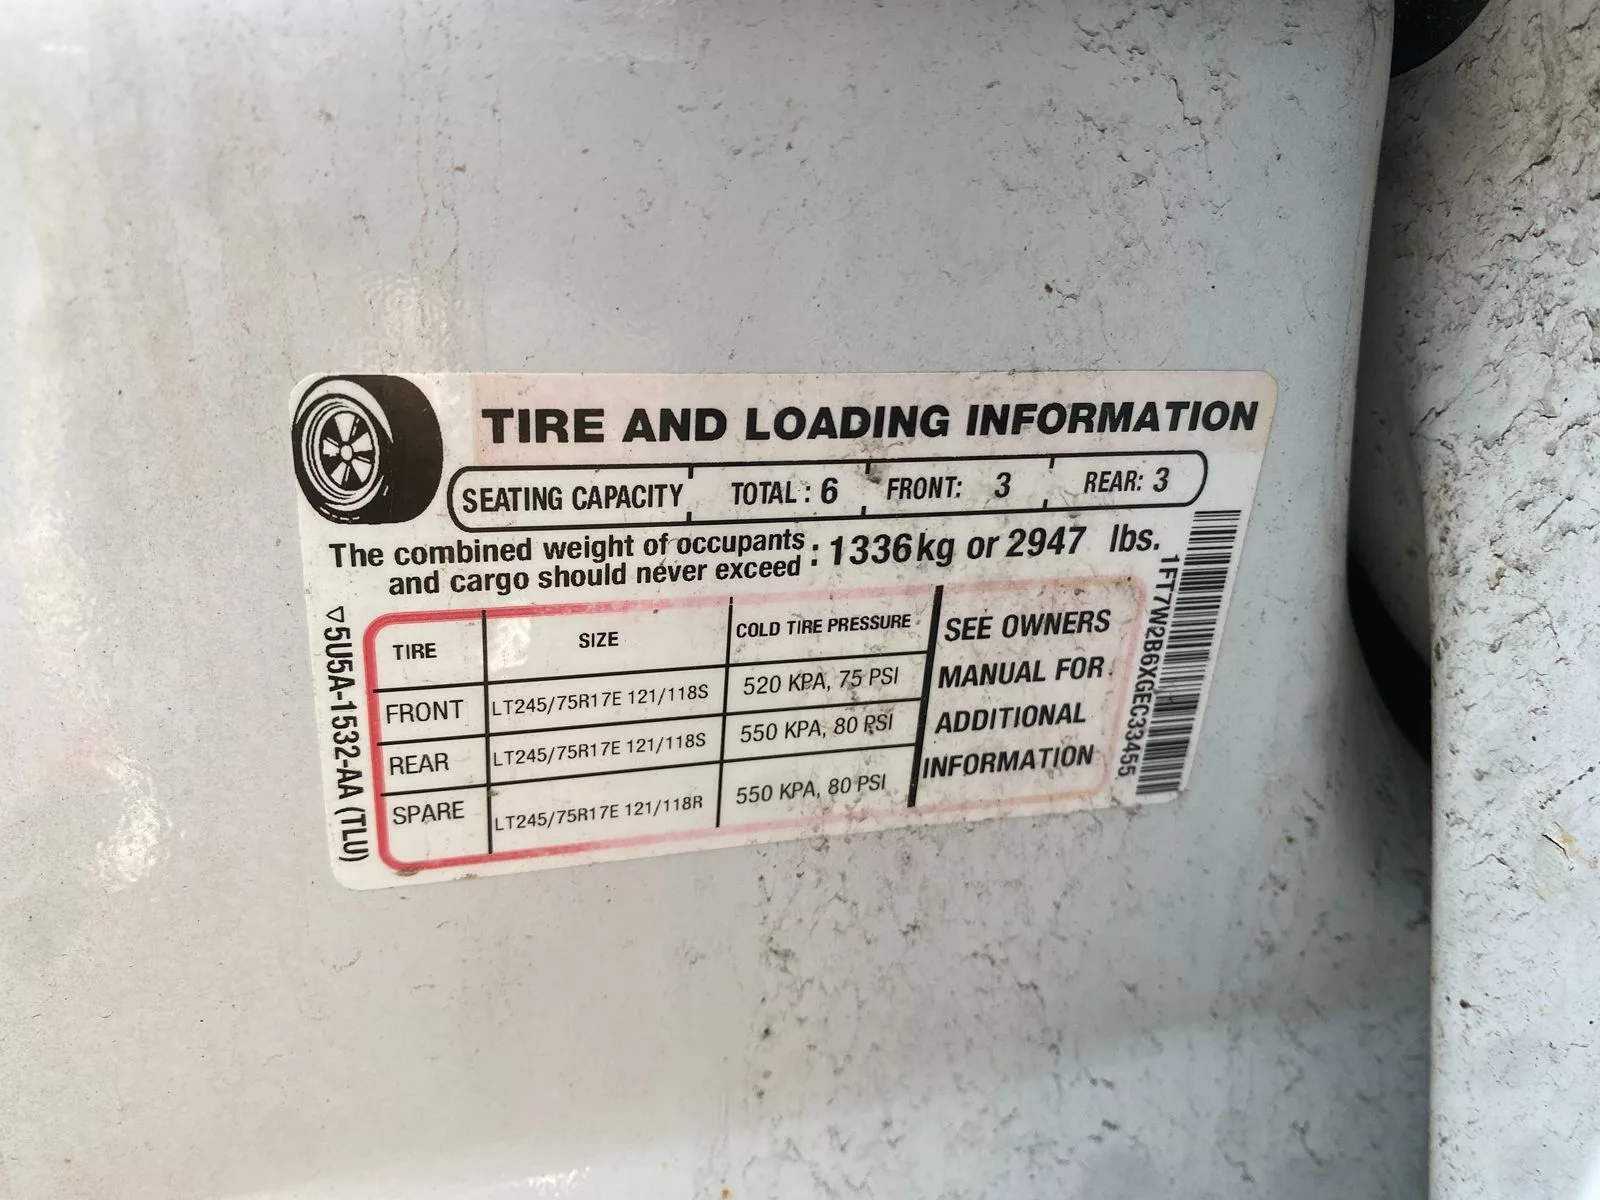 TIRE AND LOADING INFORMATION
SEATING CAPACITY TOTAL : 6 FRONT: 3 REAR: 3
The combined weight of occupants
and cargo should never exceed : 1336kg or 2947 lbs.
TIRE SIZE COLD TIRE PRESSURE
FRONT LT245/75R17E 121/118S 520 KPA, 75 PSI
REAR LT245/75R17E 121/118S 550 KPA, 80 PSI
SPARE LT245/75R17E 121/118R 550 KPA, 80 PSI
SEE OWNERS
MANUAL FOR
ADDITIONAL
INFORMATION
5U5A-1532-AA (TLU)
1FT7W2B6XGEC33455